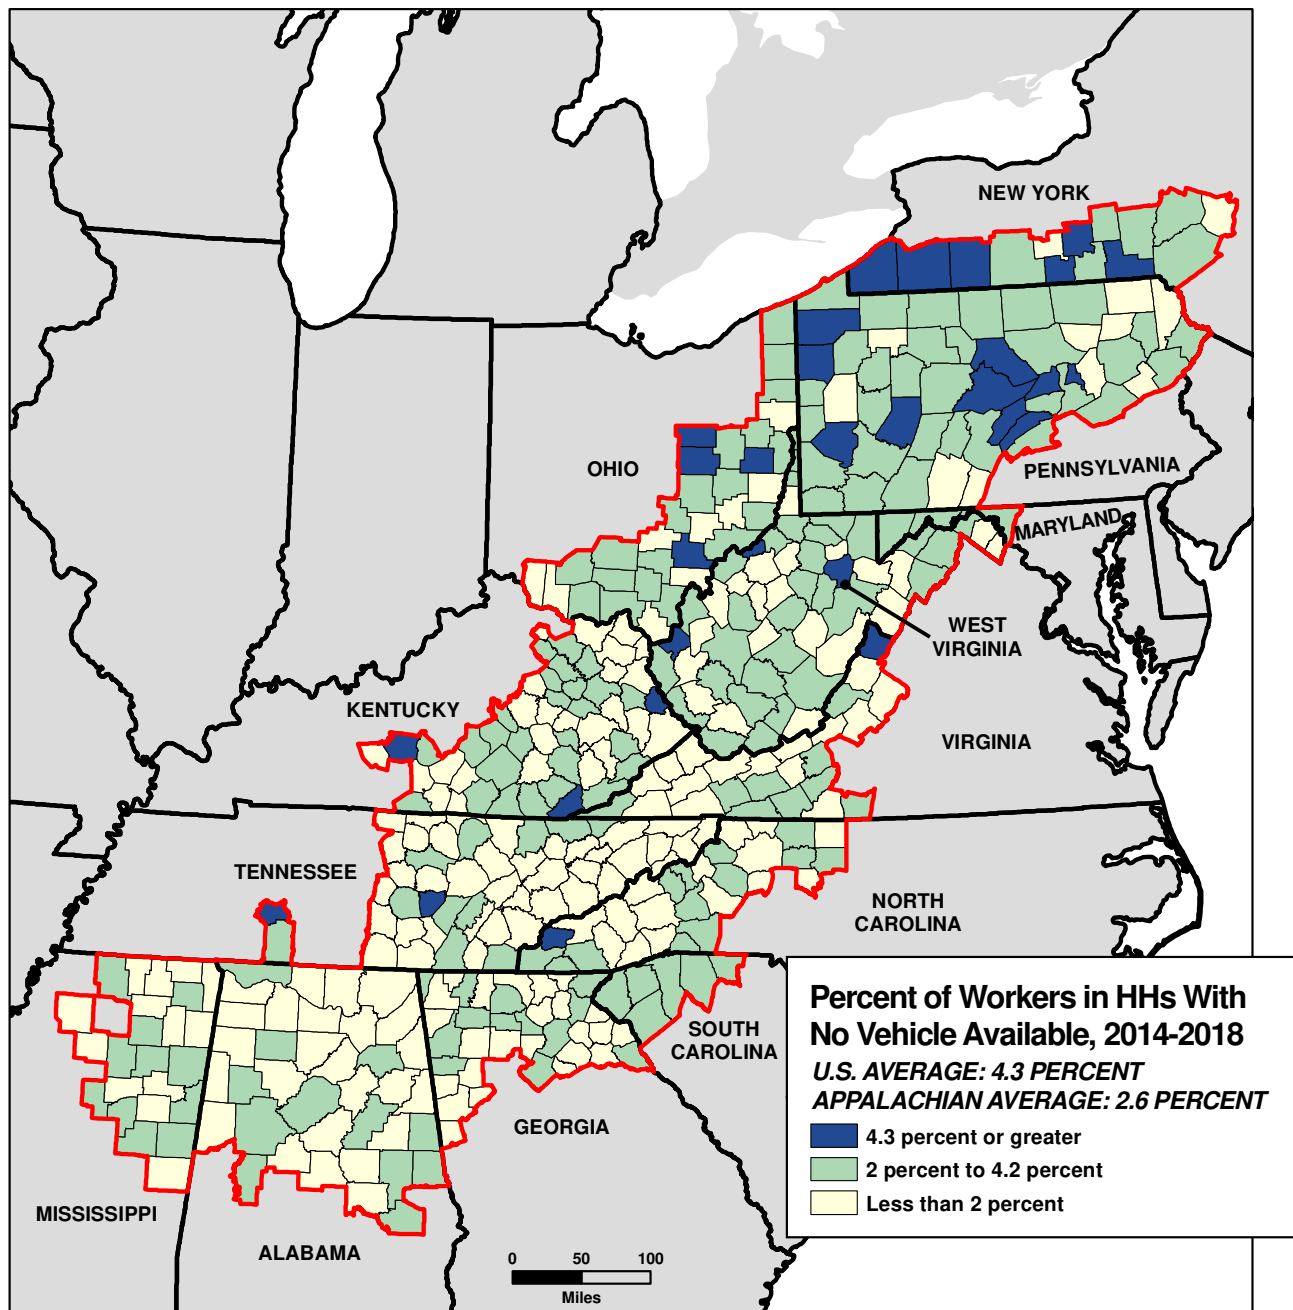 NEW YORK
OHIO
PENNSYLVANIA
MARYLAND
WEST
VIRGINIA
KENTUCKY
VIRGINIA
TENNESSEE
NORTH
CAROLINA
SOUTH
CAROLINA
GEORGIA
MISSISSIPPI
ALABAMA
Percent of Workers in HHs With
No Vehicle Available, 2014-2018
U.S. AVERAGE: 4.3 PERCENT
APPALACHIAN AVERAGE: 2.6 PERCENT
4.3 percent or greater
2 percent to 4.2 percent
Less than 2 percent
0 50 100
Miles